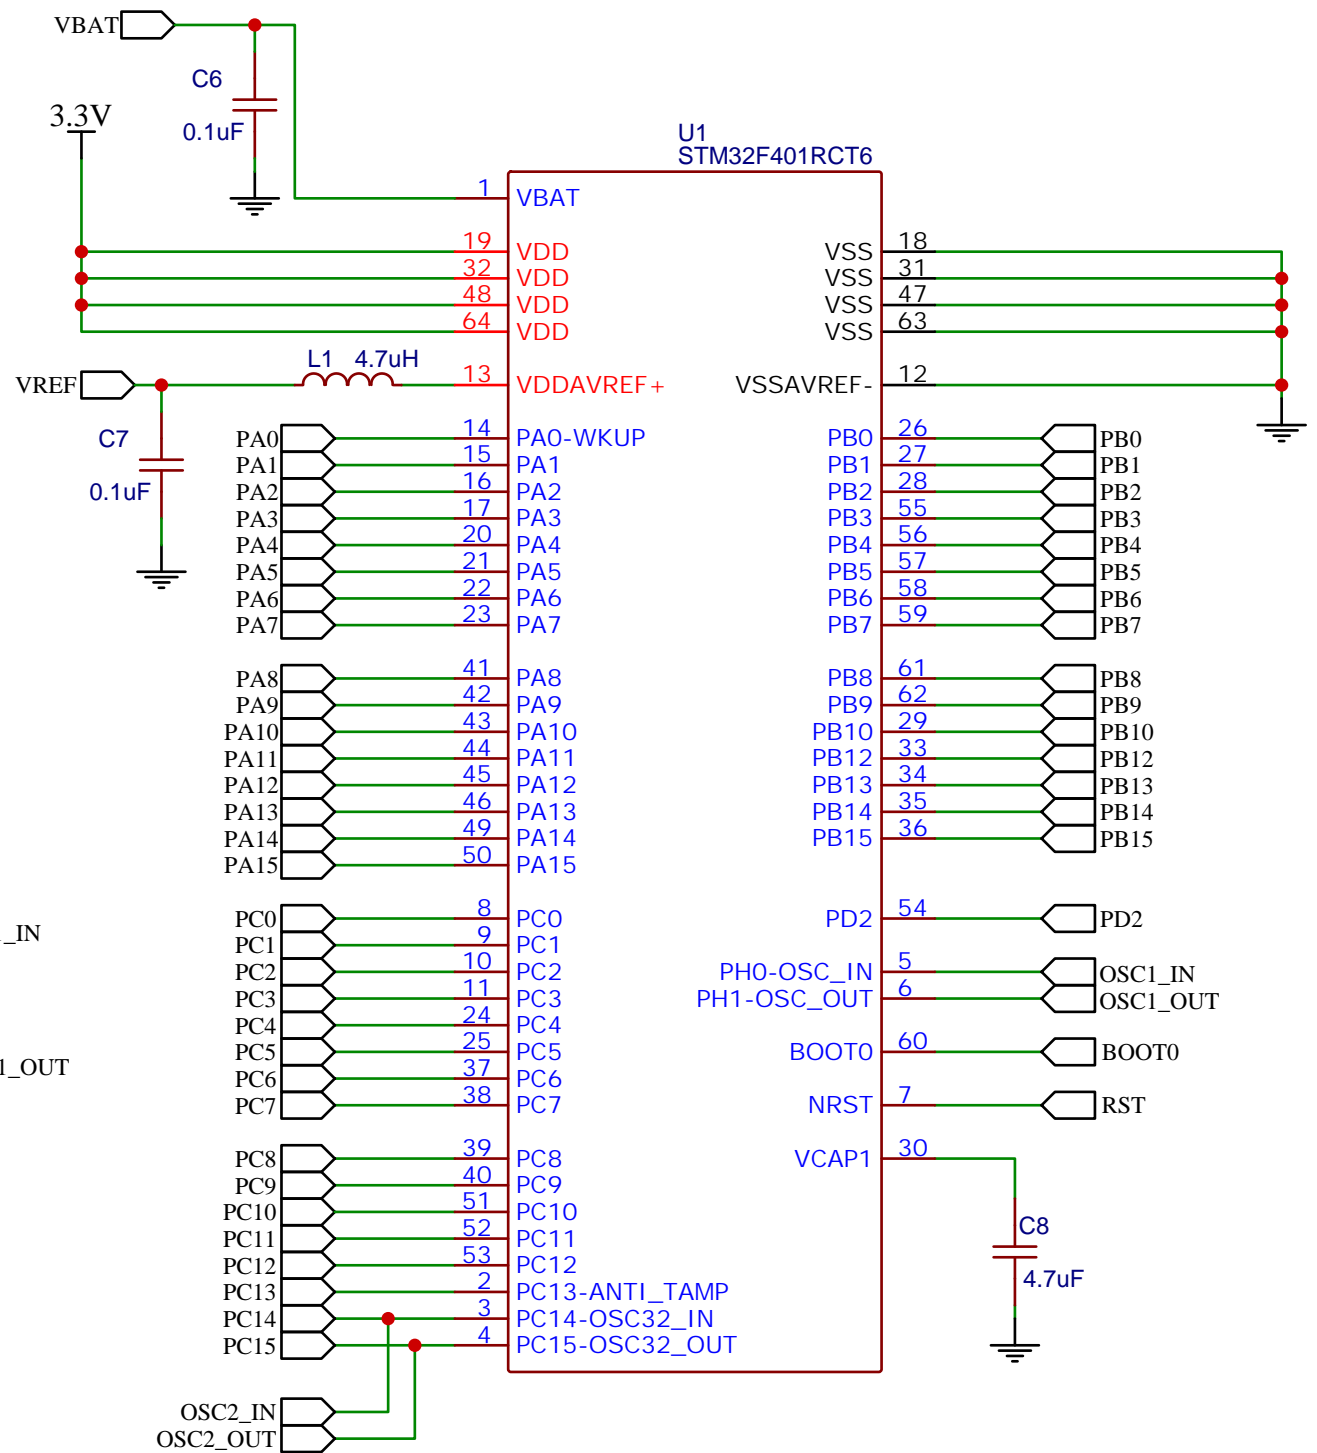 VBAT
C6
0.1uF
3.3V
U1
STM32F401RCT6
1 VBAT
19 VDD VSS 18
32 VDD VSS 31
48 VDD VSS 47
64 VDD VSS 63
VREF L1 4.7uH 13 VDDAVREF+ VSSAVREF- 12
C7
0.1uF
PA0 14 PA0-WKUP PB0 26 PB0
PA1 15 PA1 PB1 27 PB1
PA2 16 PA2 PB2 28 PB2
PA3 17 PA3 PB3 55 PB3
PA4 20 PA4 PB4 56 PB4
PA5 21 PA5 PB5 57 PB5
PA6 22 PA6 PB6 58 PB6
PA7 23 PA7 PB7 59 PB7
PA8 41 PA8 PB8 61 PB8
PA9 42 PA9 PB9 62 PB9
PA10 43 PA10 PB10 29 PB10
PA11 44 PA11 PB12 33 PB12
PA12 45 PA12 PB13 34 PB13
PA13 46 PA13 PB14 35 PB14
PA14 49 PA14 PB15 36 PB15
PA15 50 PA15
PC0 8 PC0 PD2 54 PD2
_IN
PC1 9 PC1
PC2 10 PC2 PH0-OSC_IN 5 OSC1_IN
PC3 11 PC3 PH1-OSC_OUT 6 OSC1_OUT
PC4 24 PC4
PC5 25 PC5 BOOT0 60 BOOT0
1_OUT
PC6 37 PC6
PC7 38 PC7 NRST 7 RST
PC8 39 PC8 VCAP1 30
PC9 40 PC9
PC10 51 PC10
PC11 52 PC11
C8
PC12 53 PC12
4.7uF
PC13 2 PC13-ANTI_TAMP
PC14 3 PC14-OSC32_IN
PC15 4 PC15-OSC32_OUT
OSC2_IN
OSC2_OUT